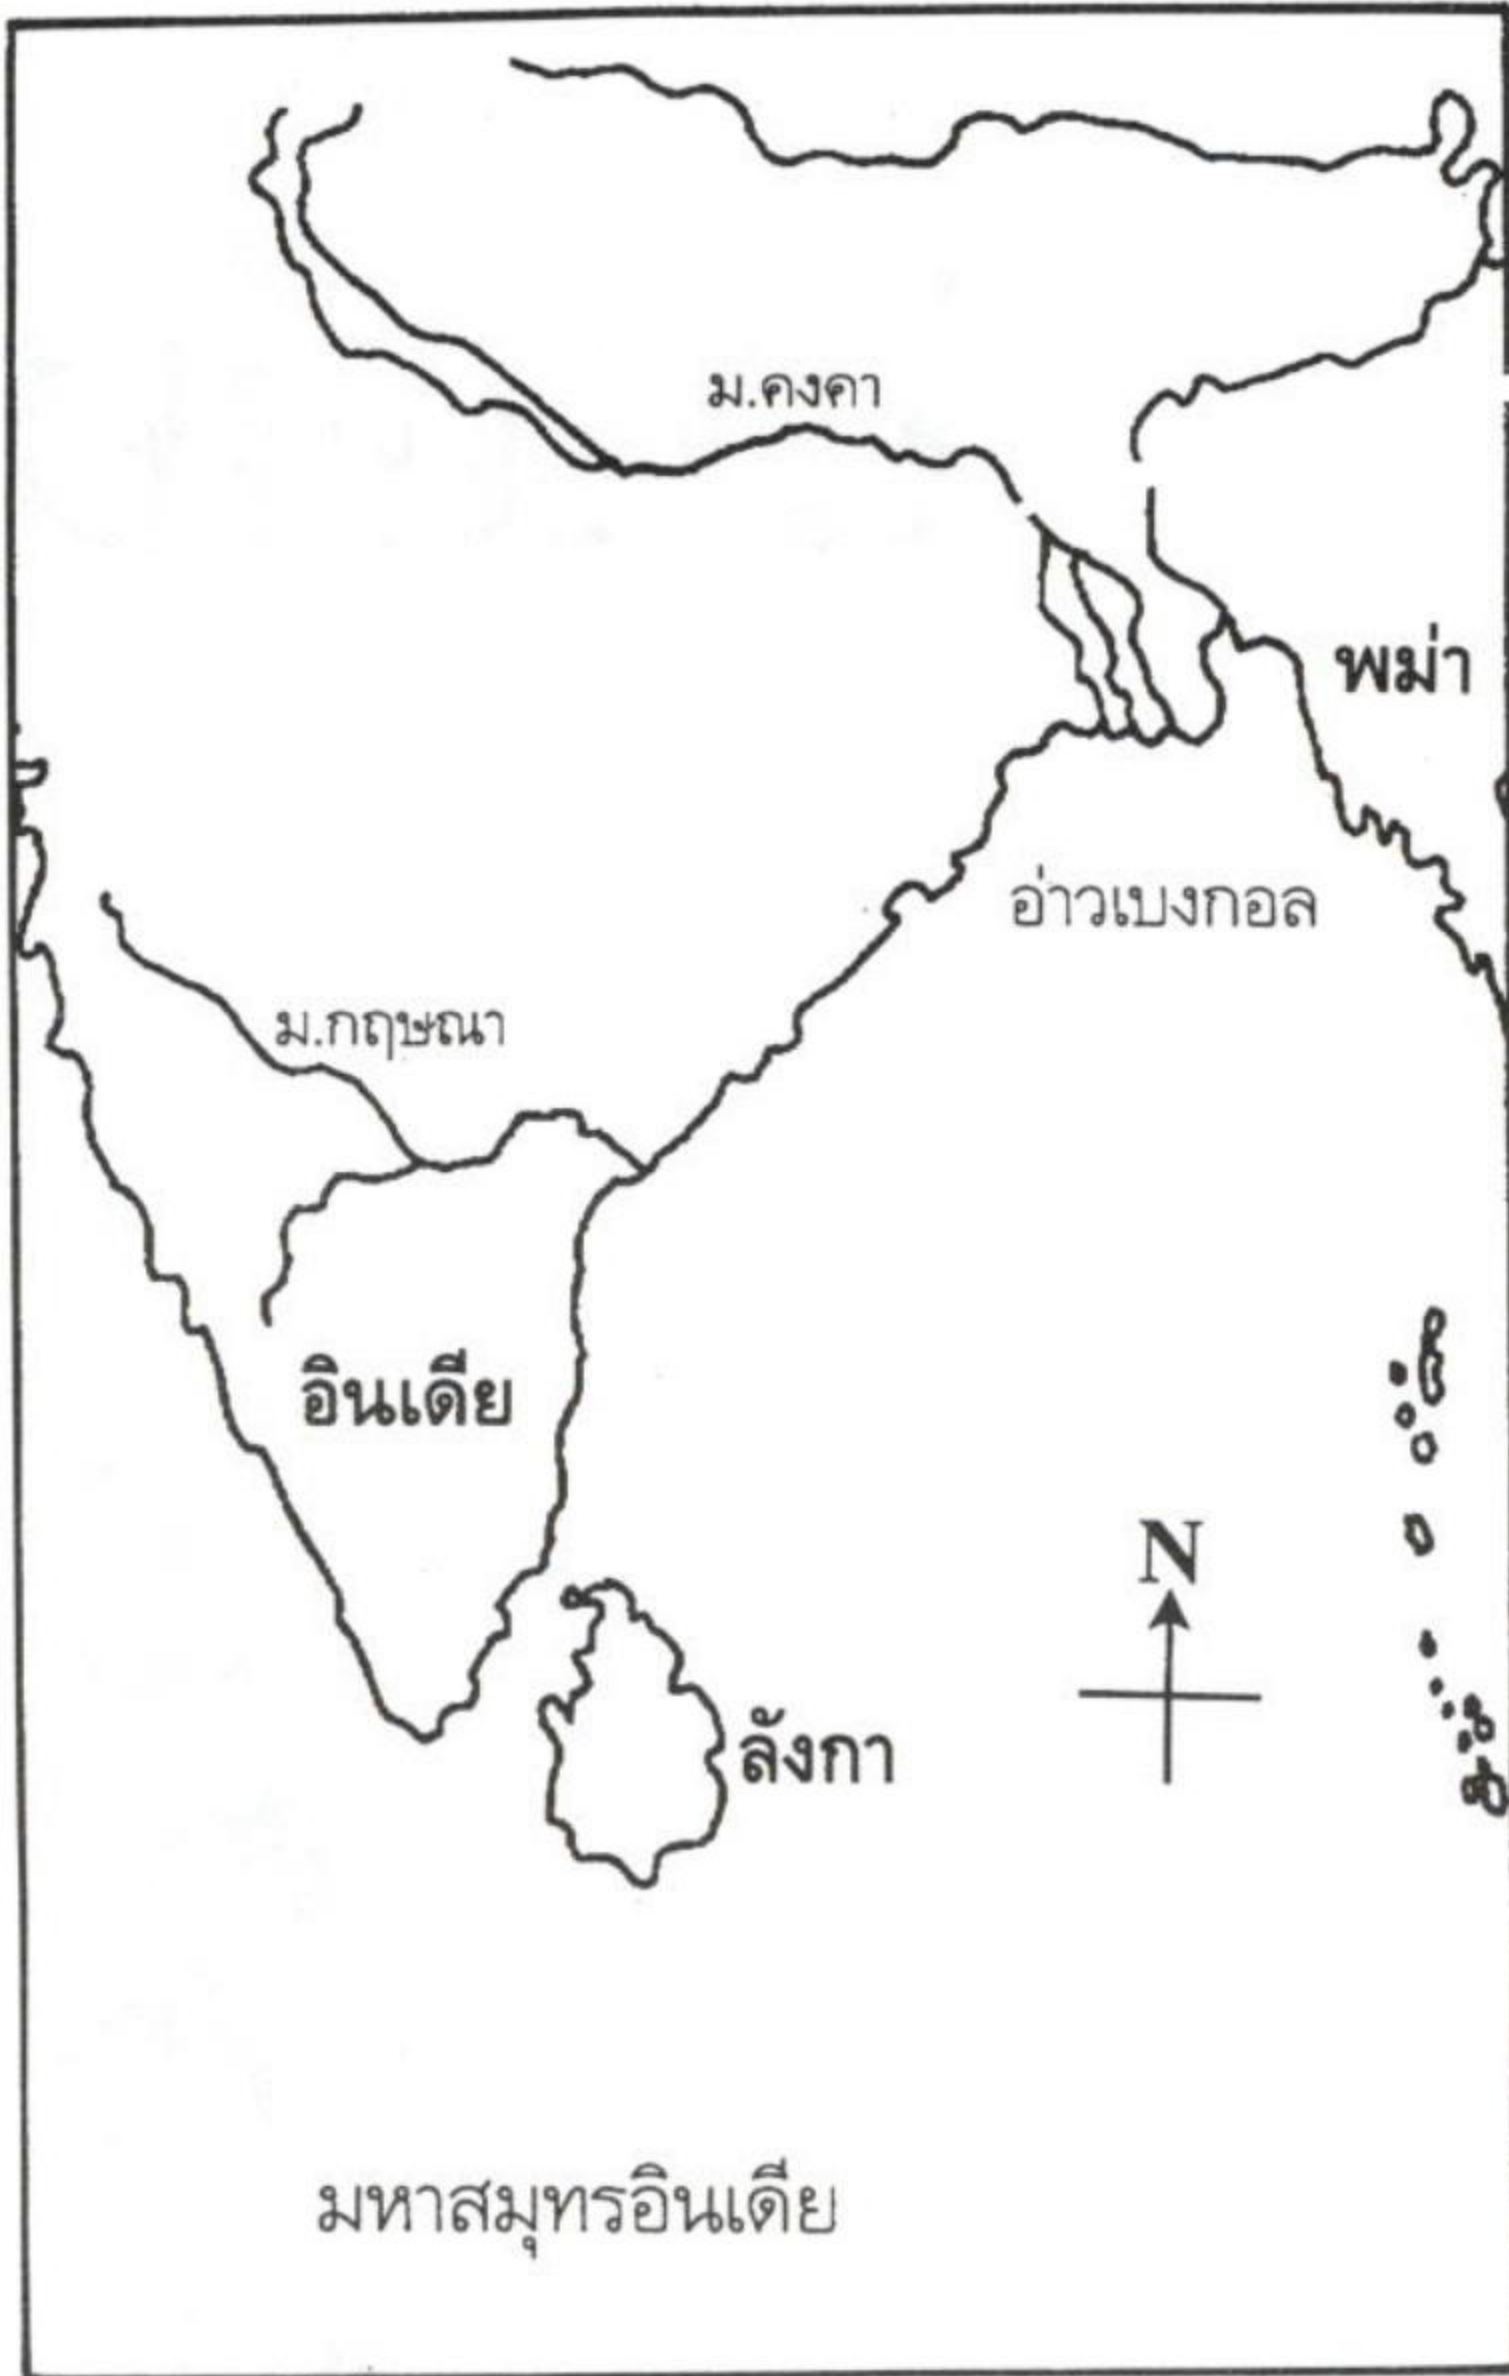 ม.คงคา
พม่า
อ่าวเบงกอล
ม.กฤษณา
อินเดีย
N
ลังกา
มหาสมุทรอินเดีย